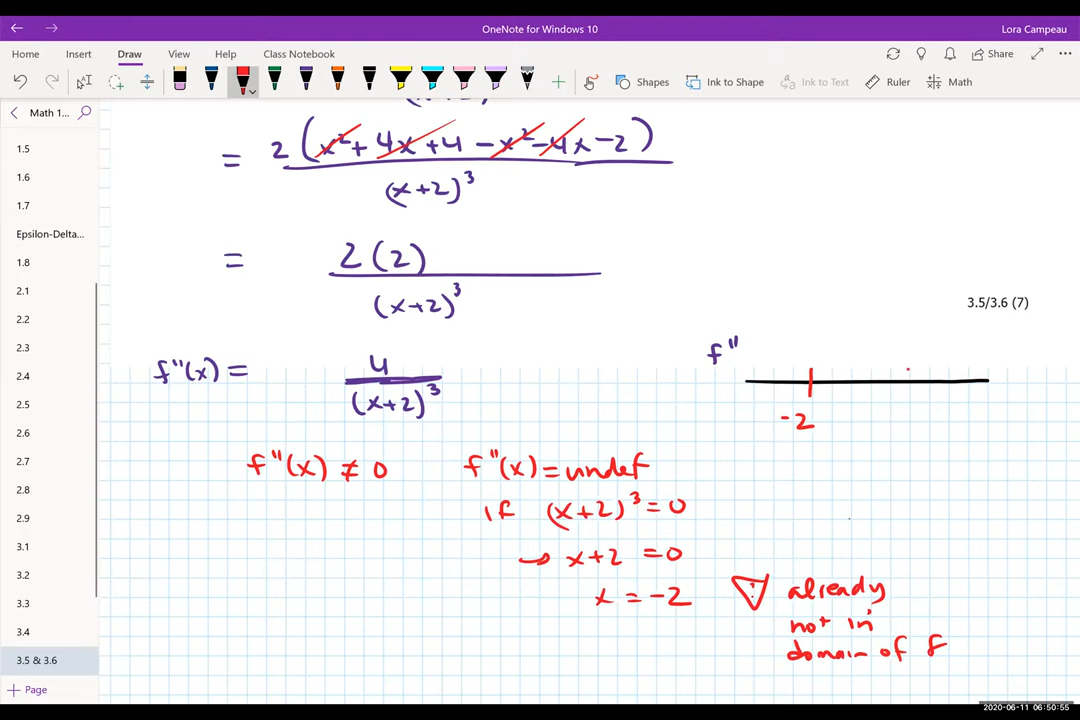 OneNote for Windows 10
Lora Campeau
Home Insert Draw View Help Class Notebook Share
Shapes Ink to Shape Ink to Text Ruler Math
Math 1...
1.5
1.6
1.7
Epsilon-Delta...
1.8
2.1
2.2
2.3
2.4
2.5
2.6
2.7
2.8
2.9
3.1
3.2
3.3
3.4
3.5 & 3.6
+ Page
= 2(x²+4x+4-x²-4x-2)
(x+2)³
= 2(2)
(x+2)³
3.5/3.6 (7)
f"(x) = 4
(x+2)³
f"
-2
f"(x) ≠ 0
f"(x) = undef
if (x+2)³ = 0
→ x+2 = 0
x = -2
already
not in
domain of f
2020-06-11 06:50:55